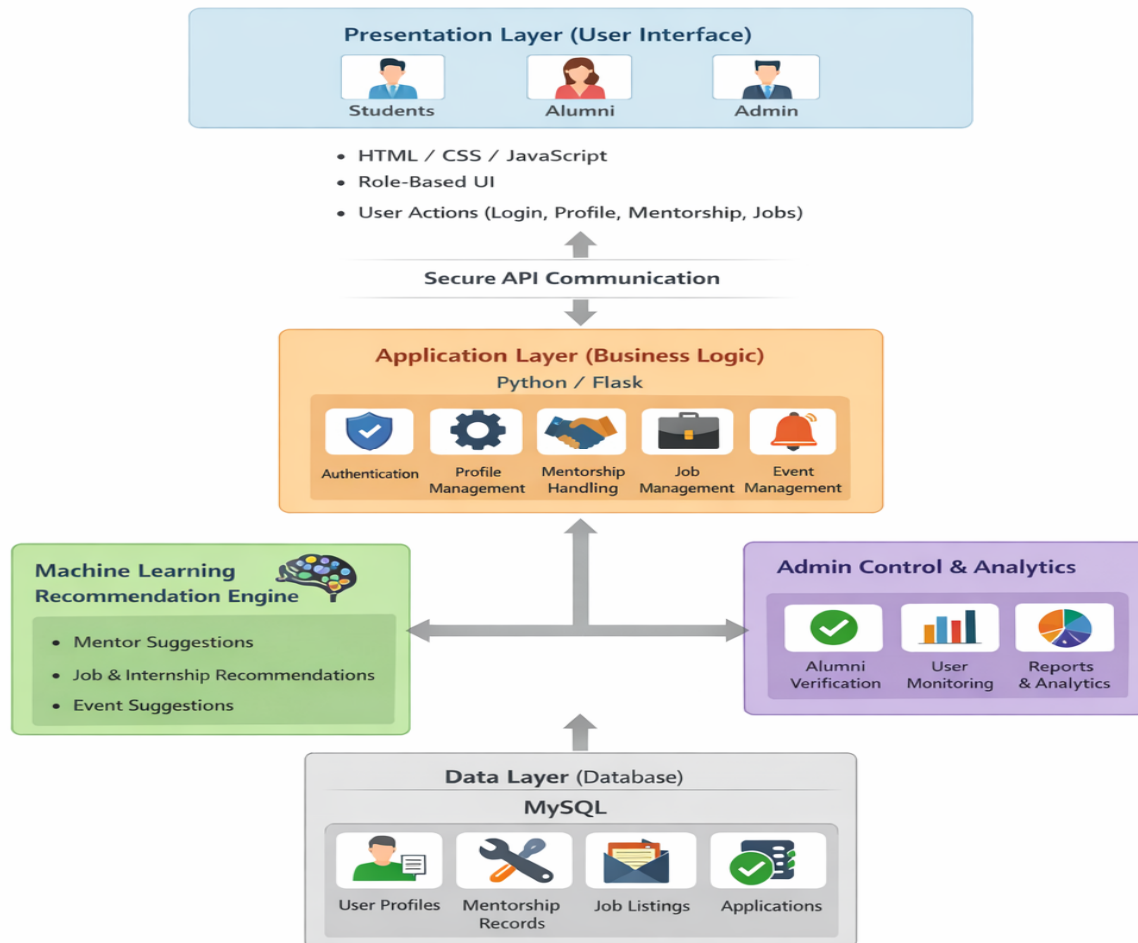 Presentation Layer (User Interface)
Students
Alumni
Admin
• HTML / CSS / JavaScript
• Role-Based UI
• User Actions (Login, Profile, Mentorship, Jobs)
Secure API Communication
Application Layer (Business Logic)
Python / Flask
Authentication
Profile
Management
Mentorship
Handling
Job
Management
Event
Management
Machine Learning
Recommendation Engine
• Mentor Suggestions
• Job & Internship Recommendations
• Event Suggestions
Admin Control & Analytics
Alumni
Verification
User
Monitoring
Reports
& Analytics
Data Layer (Database)
MySQL
User Profiles
Mentorship
Records
Job Listings
Applications